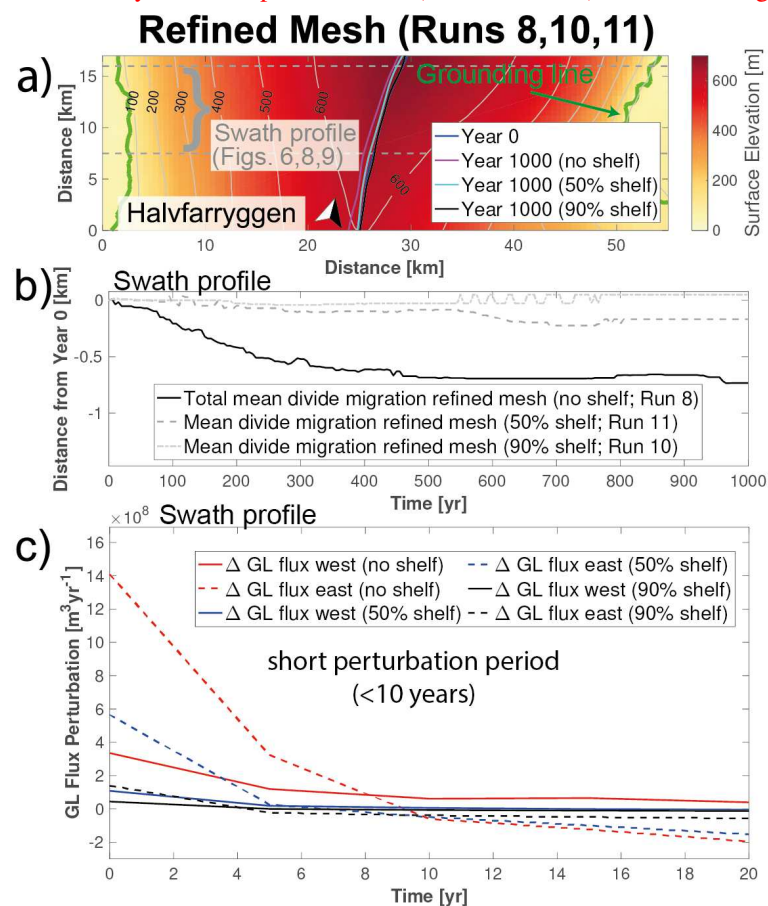 Refined Mesh (Runs 8,10,11)
a)
Distance [km]
15
10
5
0
100
200
300
400
500
600
600
Grounding line
Swath profile
(Figs. 6,8,9)
Halvfarryggen
Year 0
Year 1000 (no shelf)
Year 1000 (50% shelf)
Year 1000 (90% shelf)
0 10 20 30 40 50
Distance [km]
600
400
200
0
Surface Elevation [m]
b)
Swath profile
Distance from Year 0 [km]
0
-0.5
-1
Total mean divide migration refined mesh (no shelf; Run 8)
Mean divide migration refined mesh (50% shelf; Run 11)
Mean divide migration refined mesh (90% shelf; Run 10)
0 100 200 300 400 500 600 700 800 900 1000
Time [yr]
c)
×10⁸ Swath profile
GL Flux Perturbation [m³yr⁻¹]
16
14
12
10
8
6
4
2
0
-2
Δ GL flux west (no shelf)
Δ GL flux east (no shelf)
Δ GL flux west (50% shelf)
Δ GL flux east (50% shelf)
Δ GL flux west (90% shelf)
Δ GL flux east (90% shelf)
short perturbation period
(<10 years)
0 2 4 6 8 10 12 14 16 18 20
Time [yr]